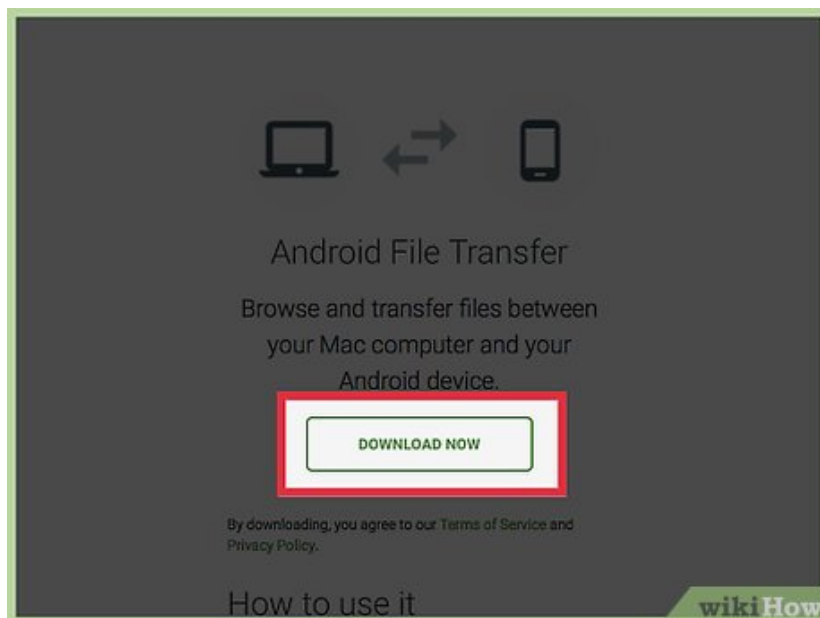 Android File Transfer
Browse and transfer files between
your Mac computer and your
Android device.
DOWNLOAD NOW
By downloading, you agree to our Terms of Service and
Privacy Policy.
How to use it
wikiHow